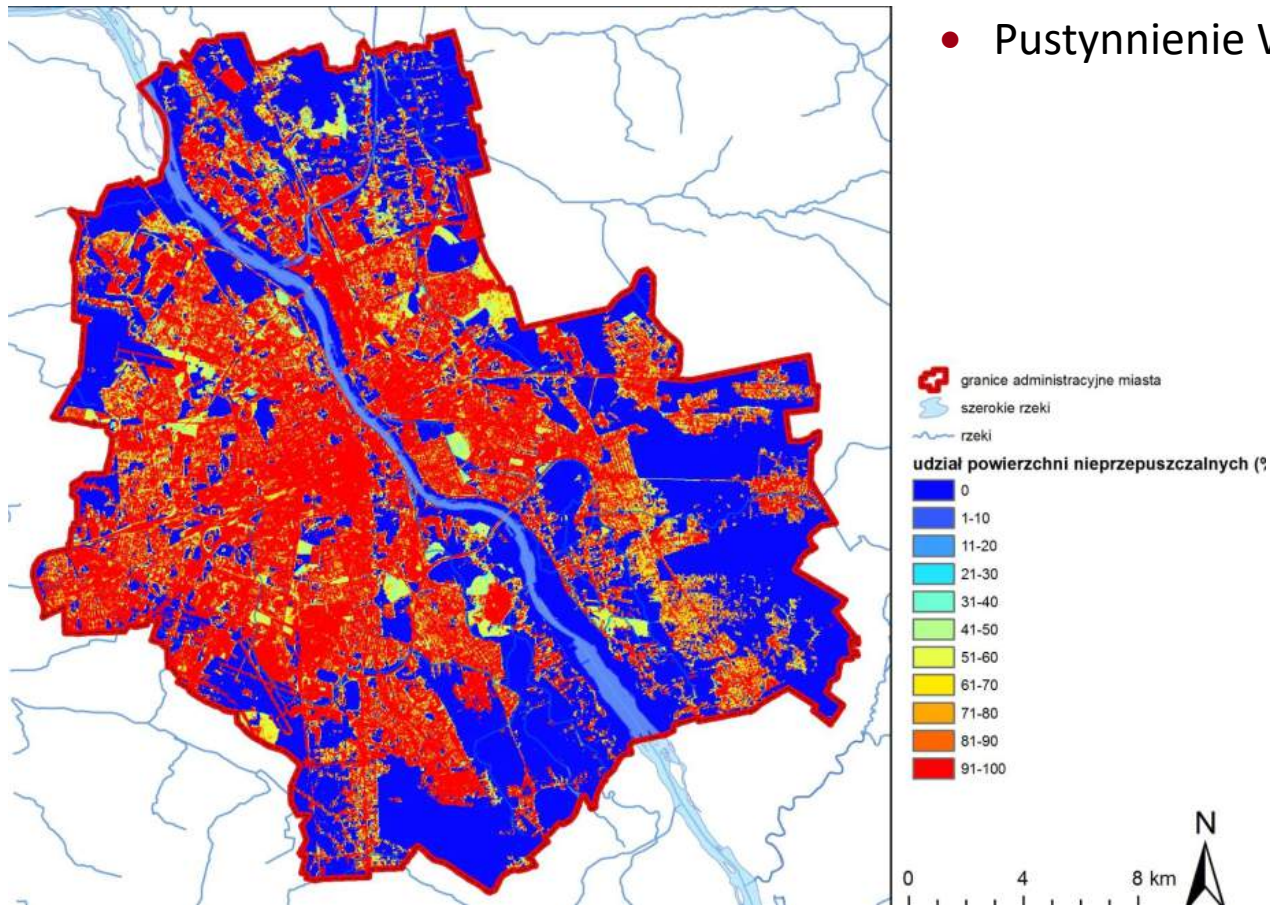 • Pustynnienie
granice administracyjne miasta
szerokie rzeki
rzeki
udział powierzchni nieprzepuszczalnych (%
0
1-10
11-20
21-30
31-40
41-50
51-60
61-70
71-80
81-90
91-100
N
0 4 8 km